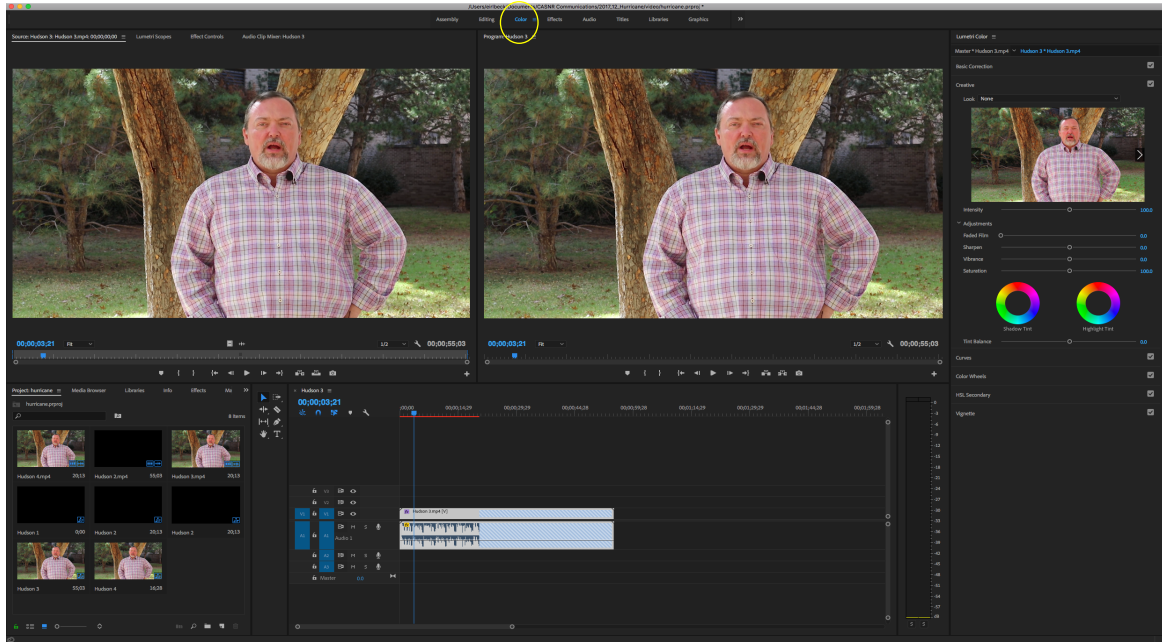 /Users/einbeck/Documents/CASNR Communications/2017_12_Hurricane/video/hurricane.prproj *
Assembly Editing Color Effects Audio Titles Libraries Graphics
Source: Hudson 3: Hudson 3.mp4: 00;00;00;00 Lumetri Scopes Effect Controls Audio Clip Mixer: Hudson 3
Program: Hudson 3
Lumetri Color
Master * Hudson 3.mp4 Hudson 3 * Hudson 3.mp4
Basic Correction
Creative
Look None
Intensity 100.0
Adjustments
Faded Film 0.0
Sharpen 0.0
Vibrance 0.0
Saturation 100.0
Shadow Tint Highlight Tint
Tint Balance 0.0
Curves
Color Wheels
HSL Secondary
Vignette
00;00;03;21 Fit 1/2 00;00;55;03
00;00;03;21 Fit 1/2 00;00;55;03
Project: hurricane Media Browser Libraries Info Effects Ma
hurricane.prproj
8 Items
Hudson 4.mp4 20;13 Hudson 2.mp4 55;03 Hudson 3.mp4 20;13
Hudson 1 0;00 Hudson 2 20;13 Hudson 2 20;13
Hudson 3 55;03 Hudson 4 16;28
Hudson 3
00;00;03;21
;00;00 00;00;14;29 00;00;29;29 00;00;44;28 00;00;59;28 00;01;14;29 00;01;29;29 00;01;44;28 00;01;59;28
V3
V2
V1 V1
Hudson 3.mp4 [V]
A1 A1 M S
Audio 1
A2 M S
A3 M S
Master 0.0
S S